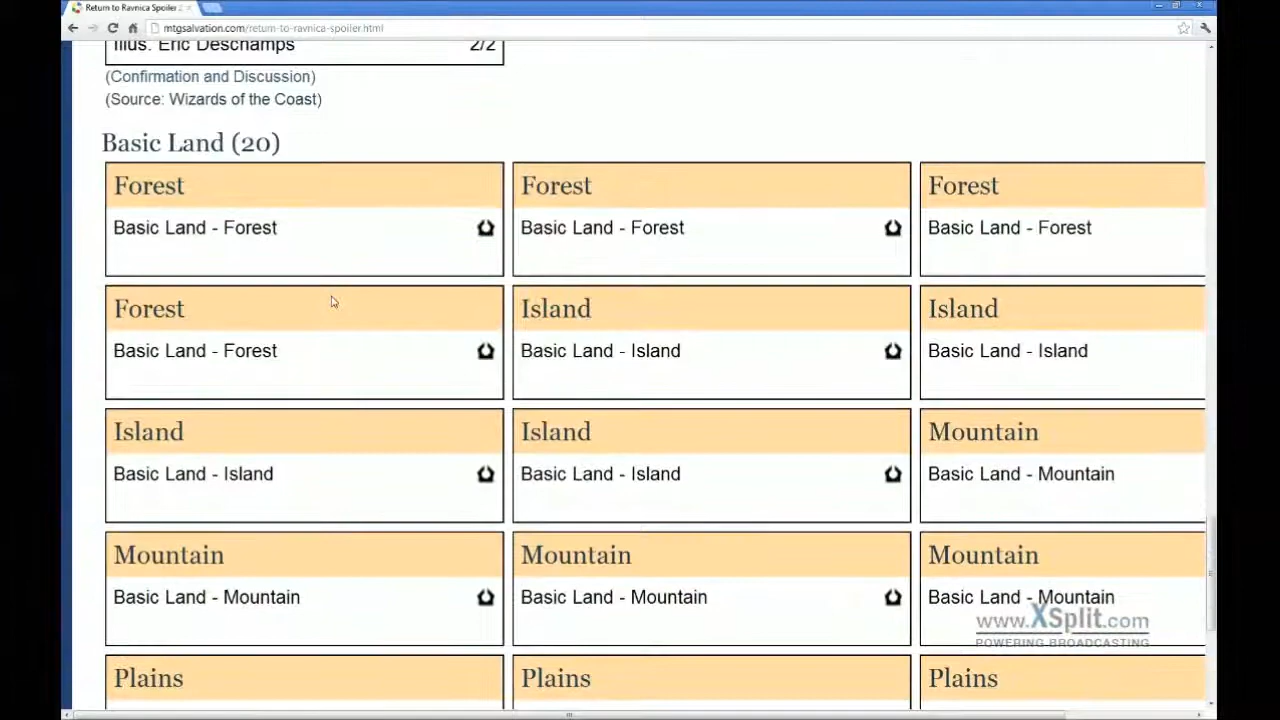 Return to Ravnica Spoiler
mtgsalvation.com/return-to-ravnica-spoiler.html
Illus. Eric Deschamps 2/2
(Confirmation and Discussion)
(Source: Wizards of the Coast)
Basic Land (20)
Forest Forest Forest
Basic Land - Forest Basic Land - Forest Basic Land - Forest
Forest Island Island
Basic Land - Forest Basic Land - Island Basic Land - Island
Island Island Mountain
Basic Land - Island Basic Land - Island Basic Land - Mountain
Mountain Mountain Mountain
Basic Land - Mountain Basic Land - Mountain Basic Land - Mountain
www.XSplit.com
POWERING BROADCASTING
Plains Plains Plains